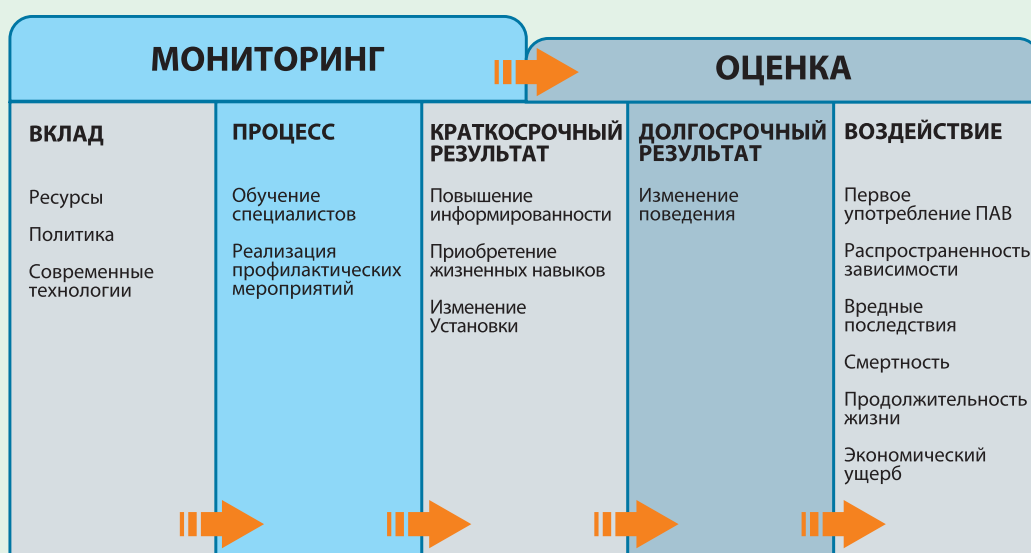 МОНИТОРИНГ
ОЦЕНКА
ВКЛАД
Ресурсы
Политика
Современные
технологии
ПРОЦЕСС
Обучение
специалистов
Реализация
профилактических
мероприятий
КРАТКОСРОЧНЫЙ
РЕЗУЛЬТАТ
Повышение
информированности
Приобретение
жизненных навыков
Изменение
Установки
ДОЛГОСРОЧНЫЙ
РЕЗУЛЬТАТ
Изменение
поведения
ВОЗДЕЙСТВИЕ
Первое
употребление ПАВ
Распространенность
зависимости
Вредные
последствия
Смертность
Продолжительность
жизни
Экономический
ущерб